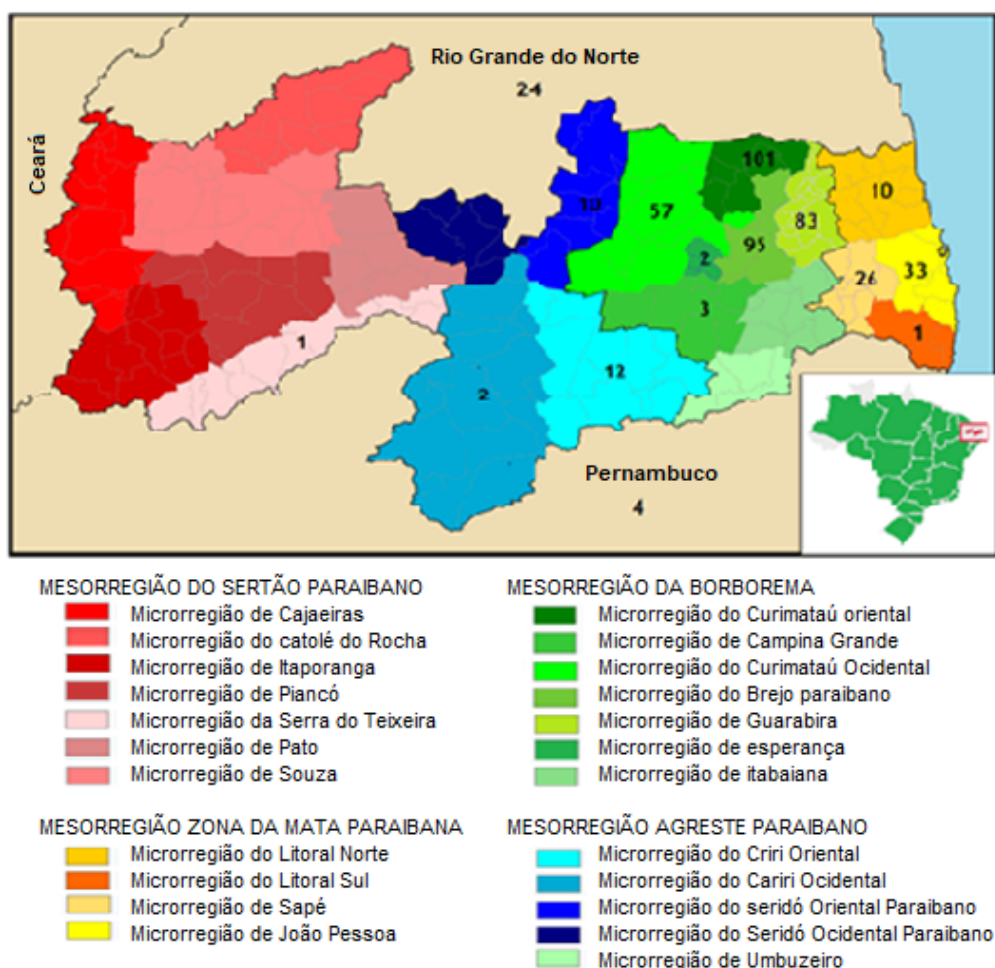 Rio Grande do Norte
24
Ceará
101
10
10
57
83
95
2
26
33
3
1
1
12
2
Pernambuco
4
MESORREGIÃO DO SERTÃO PARAIBANO
Microrregião de Cajaeiras
Microrregião do catolé do Rocha
Microrregião de Itaporanga
Microrregião de Piancó
Microrregião da Serra do Teixeira
Microrregião de Pato
Microrregião de Souza
MESORREGIÃO DA BORBOREMA
Microrregião do Curimataú oriental
Microrregião de Campina Grande
Microrregião do Curimataú Ocidental
Microrregião do Brejo paraibano
Microrregião de Guarabira
Microrregião de esperança
Microrregião de itabaiana
MESORREGIÃO ZONA DA MATA PARAIBANA
Microrregião do Litoral Norte
Microrregião do Litoral Sul
Microrregião de Sapé
Microrregião de João Pessoa
MESORREGIÃO AGRESTE PARAIBANO
Microrregião do Criri Oriental
Microrregião do Cariri Ocidental
Microrregião do seridó Oriental Paraibano
Microrregião do Seridó Ocidental Paraibano
Microrregião de Umbuzeiro